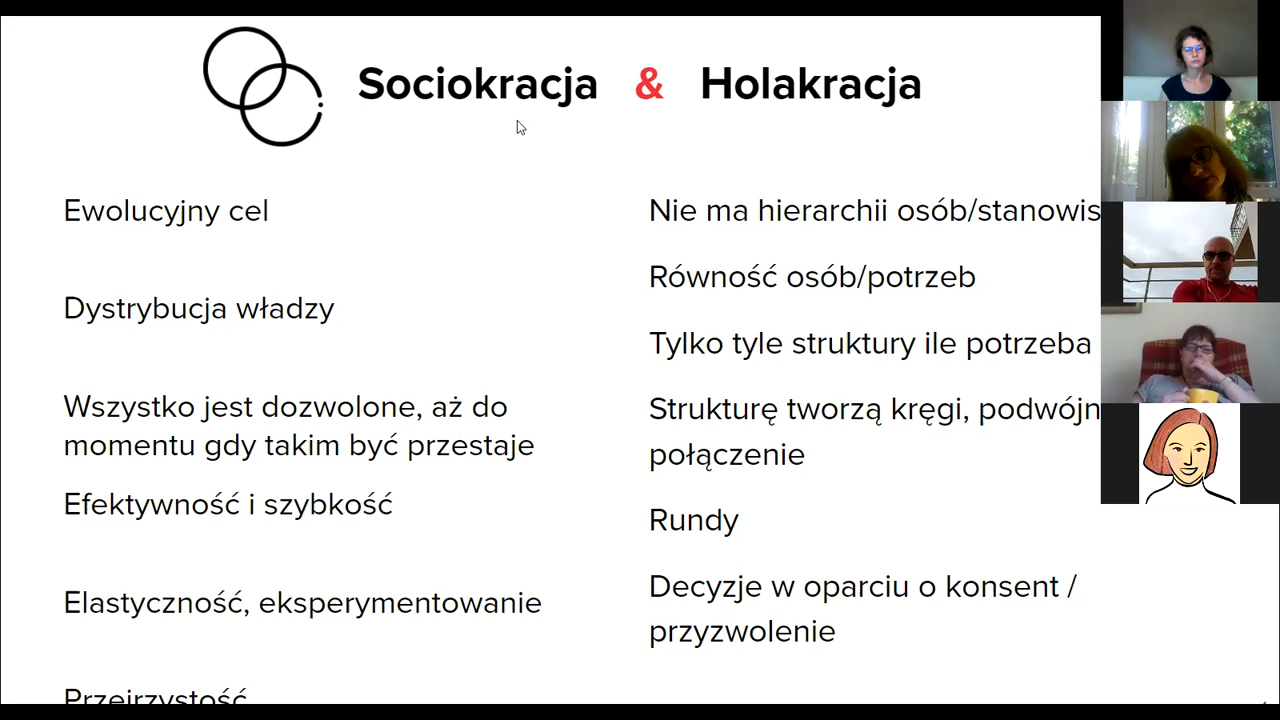 Sociokracja & Holakracja
Ewolucyjny cel
Dystrybucja władzy
Wszystko jest dozwolone, aż do
momentu gdy takim być przestaje
Efektywność i szybkość
Elastyczność, eksperymentowanie
Przejrzystość
Nie ma hierarchii osób/stanowis
Równość osób/potrzeb
Tylko tyle struktury ile potrzeba
Strukturę tworzą kręgi, podwójn
połączenie
Rundy
Decyzje w oparciu o konsent /
przyzwolenie